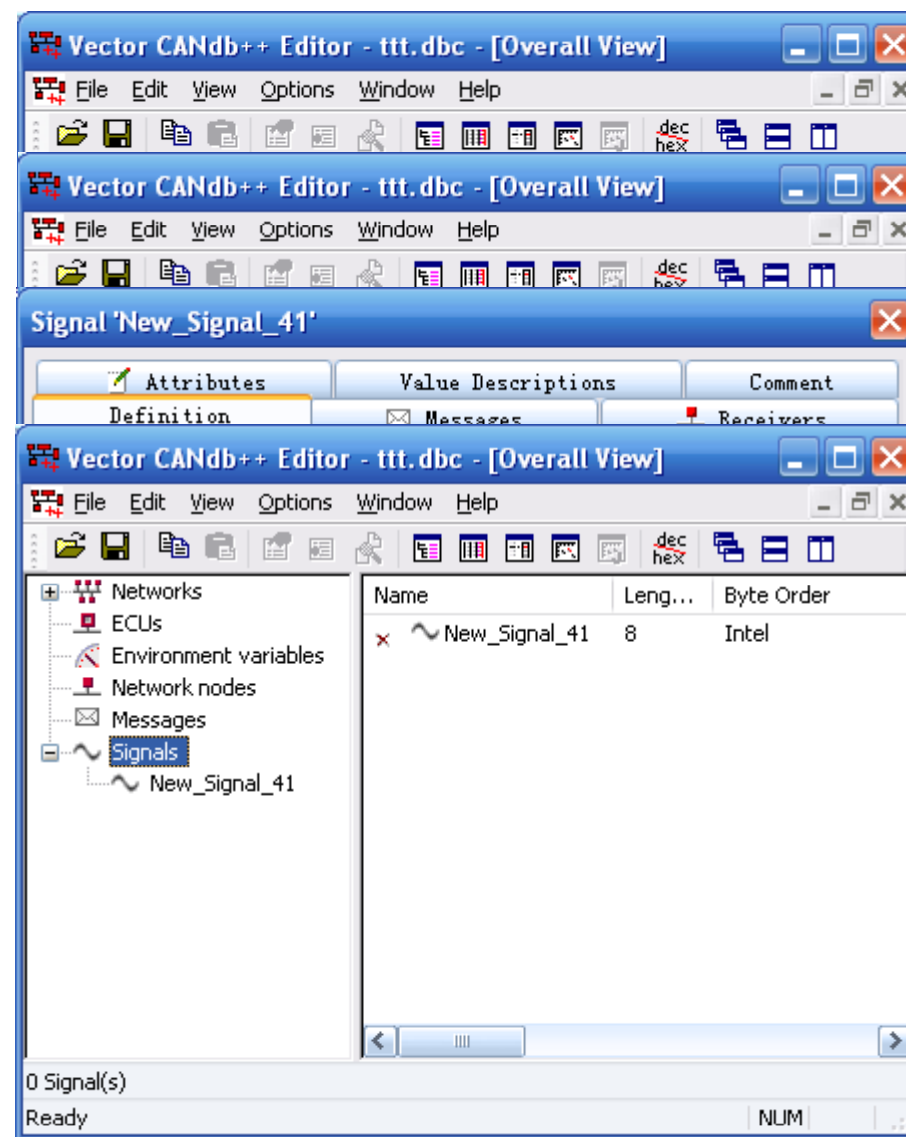 Vector CANdb++ Editor - ttt.dbc - [Overall View]
File Edit View Options Window Help
dec
hex
Vector CANdb++ Editor - ttt.dbc - [Overall View]
File Edit View Options Window Help
dec
hex
Signal 'New_Signal_41'
Attributes Value Descriptions Comment
Definition Messages Receivers
Vector CANdb++ Editor - ttt.dbc - [Overall View]
File Edit View Options Window Help
dec
hex
Networks
ECUs
Environment variables
Network nodes
Messages
Signals
New_Signal_41
Name Leng... Byte Order
New_Signal_41 8 Intel
0 Signal(s)
Ready NUM